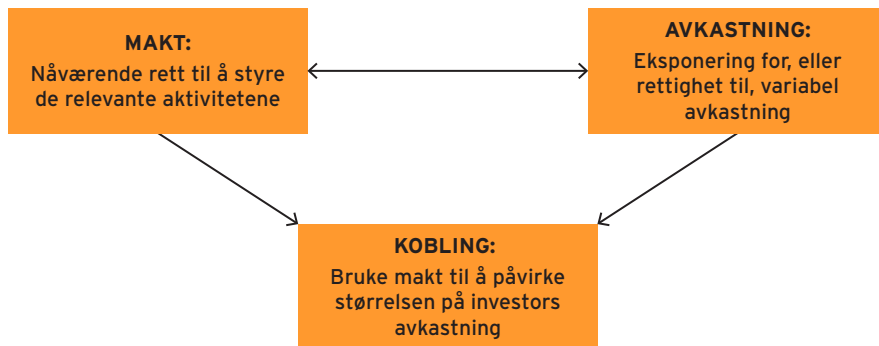 MAKT:
Nåværende rett til å styre
de relevante aktivitetene
AVKASTNING:
Eksponering for, eller
rettighet til, variabel
avkastning
KOBLING:
Bruke makt til å påvirke
størrelsen på investors
avkastning